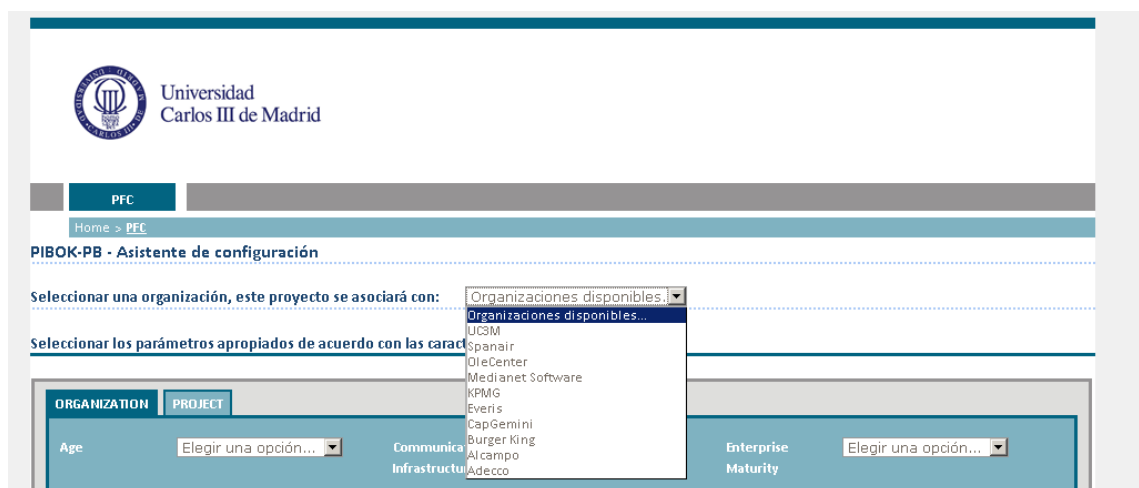 Universidad
Carlos III de Madrid
PFC
Home > PFC
PIBOK-PB - Asistente de configuración
Seleccionar una organización, este proyecto se asociará con: Organizaciones disponibles.
Organizaciones disponibles...
UC3M
Spanair
OleCenter
Medianet Software
KPMG
Everis
CapGemini
Burger King
Alcampo
Adecco
Seleccionar los parámetros apropiados de acuerdo con las caract
ORGANIZATION PROJECT
Age Elegir una opción...
Communica
Infrastructu
Enterprise
Maturity
Elegir una opción...